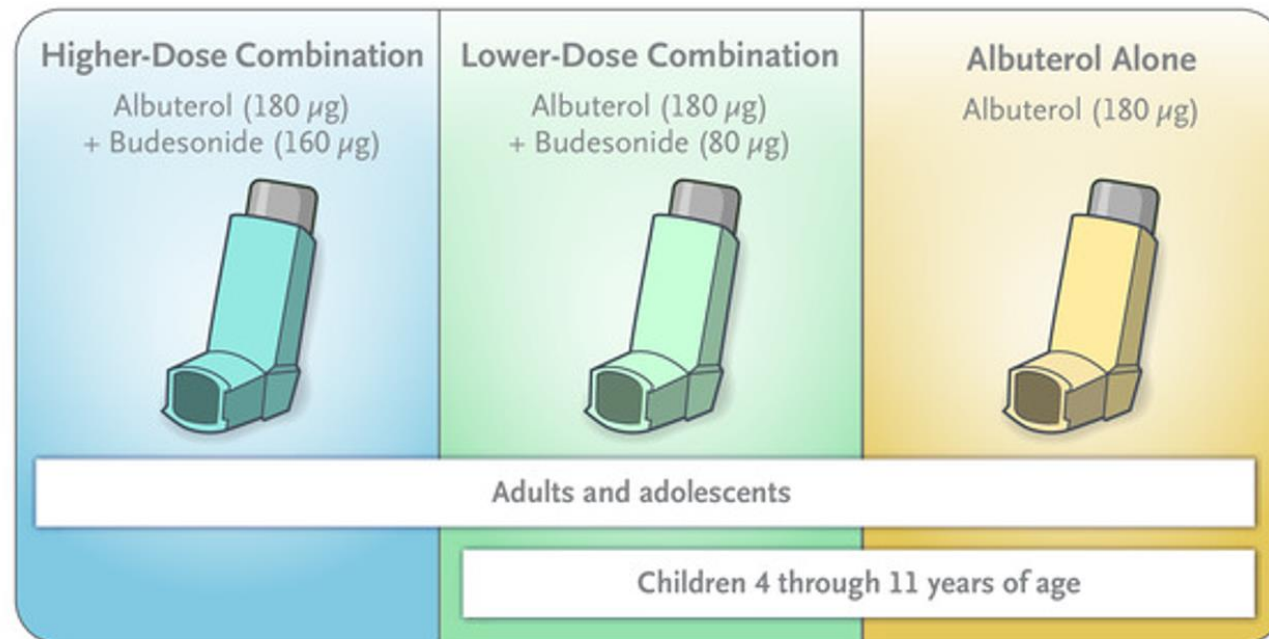 Higher-Dose Combination
Albuterol (180 µg)
+ Budesonide (160 µg)
Lower-Dose Combination
Albuterol (180 µg)
+ Budesonide (80 µg)
Albuterol Alone
Albuterol (180 µg)
Adults and adolescents
Children 4 through 11 years of age